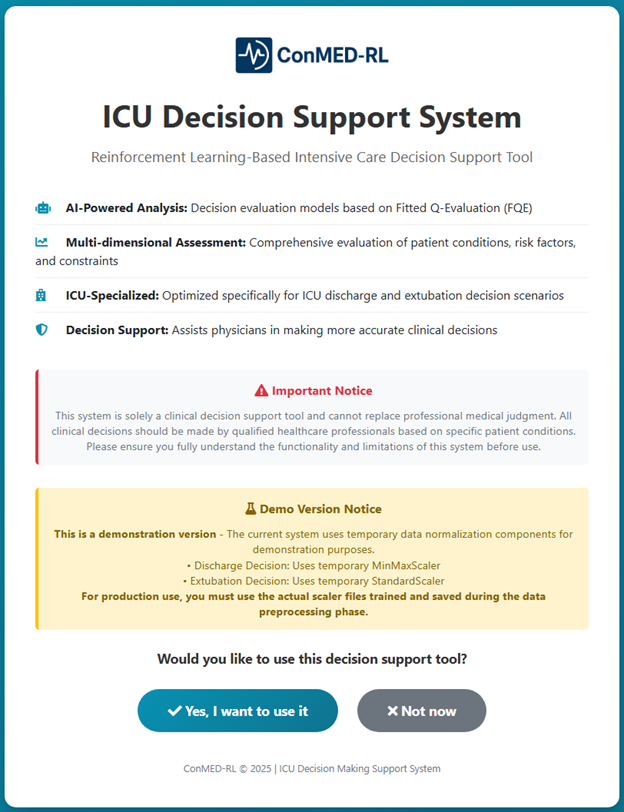 ConMED-RL
ICU Decision Support System
Reinforcement Learning-Based Intensive Care Decision Support Tool
AI-Powered Analysis: Decision evaluation models based on Fitted Q-Evaluation (FQE)
Multi-dimensional Assessment: Comprehensive evaluation of patient conditions, risk factors,
and constraints
ICU-Specialized: Optimized specifically for ICU discharge and extubation decision scenarios
Decision Support: Assists physicians in making more accurate clinical decisions
Important Notice
This system is solely a clinical decision support tool and cannot replace professional medical judgment. All
clinical decisions should be made by qualified healthcare professionals based on specific patient conditions.
Please ensure you fully understand the functionality and limitations of this system before use.
Demo Version Notice
This is a demonstration version - The current system uses temporary data normalization components for
demonstration purposes.
• Discharge Decision: Uses temporary MinMaxScaler
• Extubation Decision: Uses temporary StandardScaler
For production use, you must use the actual scaler files trained and saved during the data
preprocessing phase.
Would you like to use this decision support tool?
Yes, I want to use it
Not now
ConMED-RL © 2025 | ICU Decision Making Support System